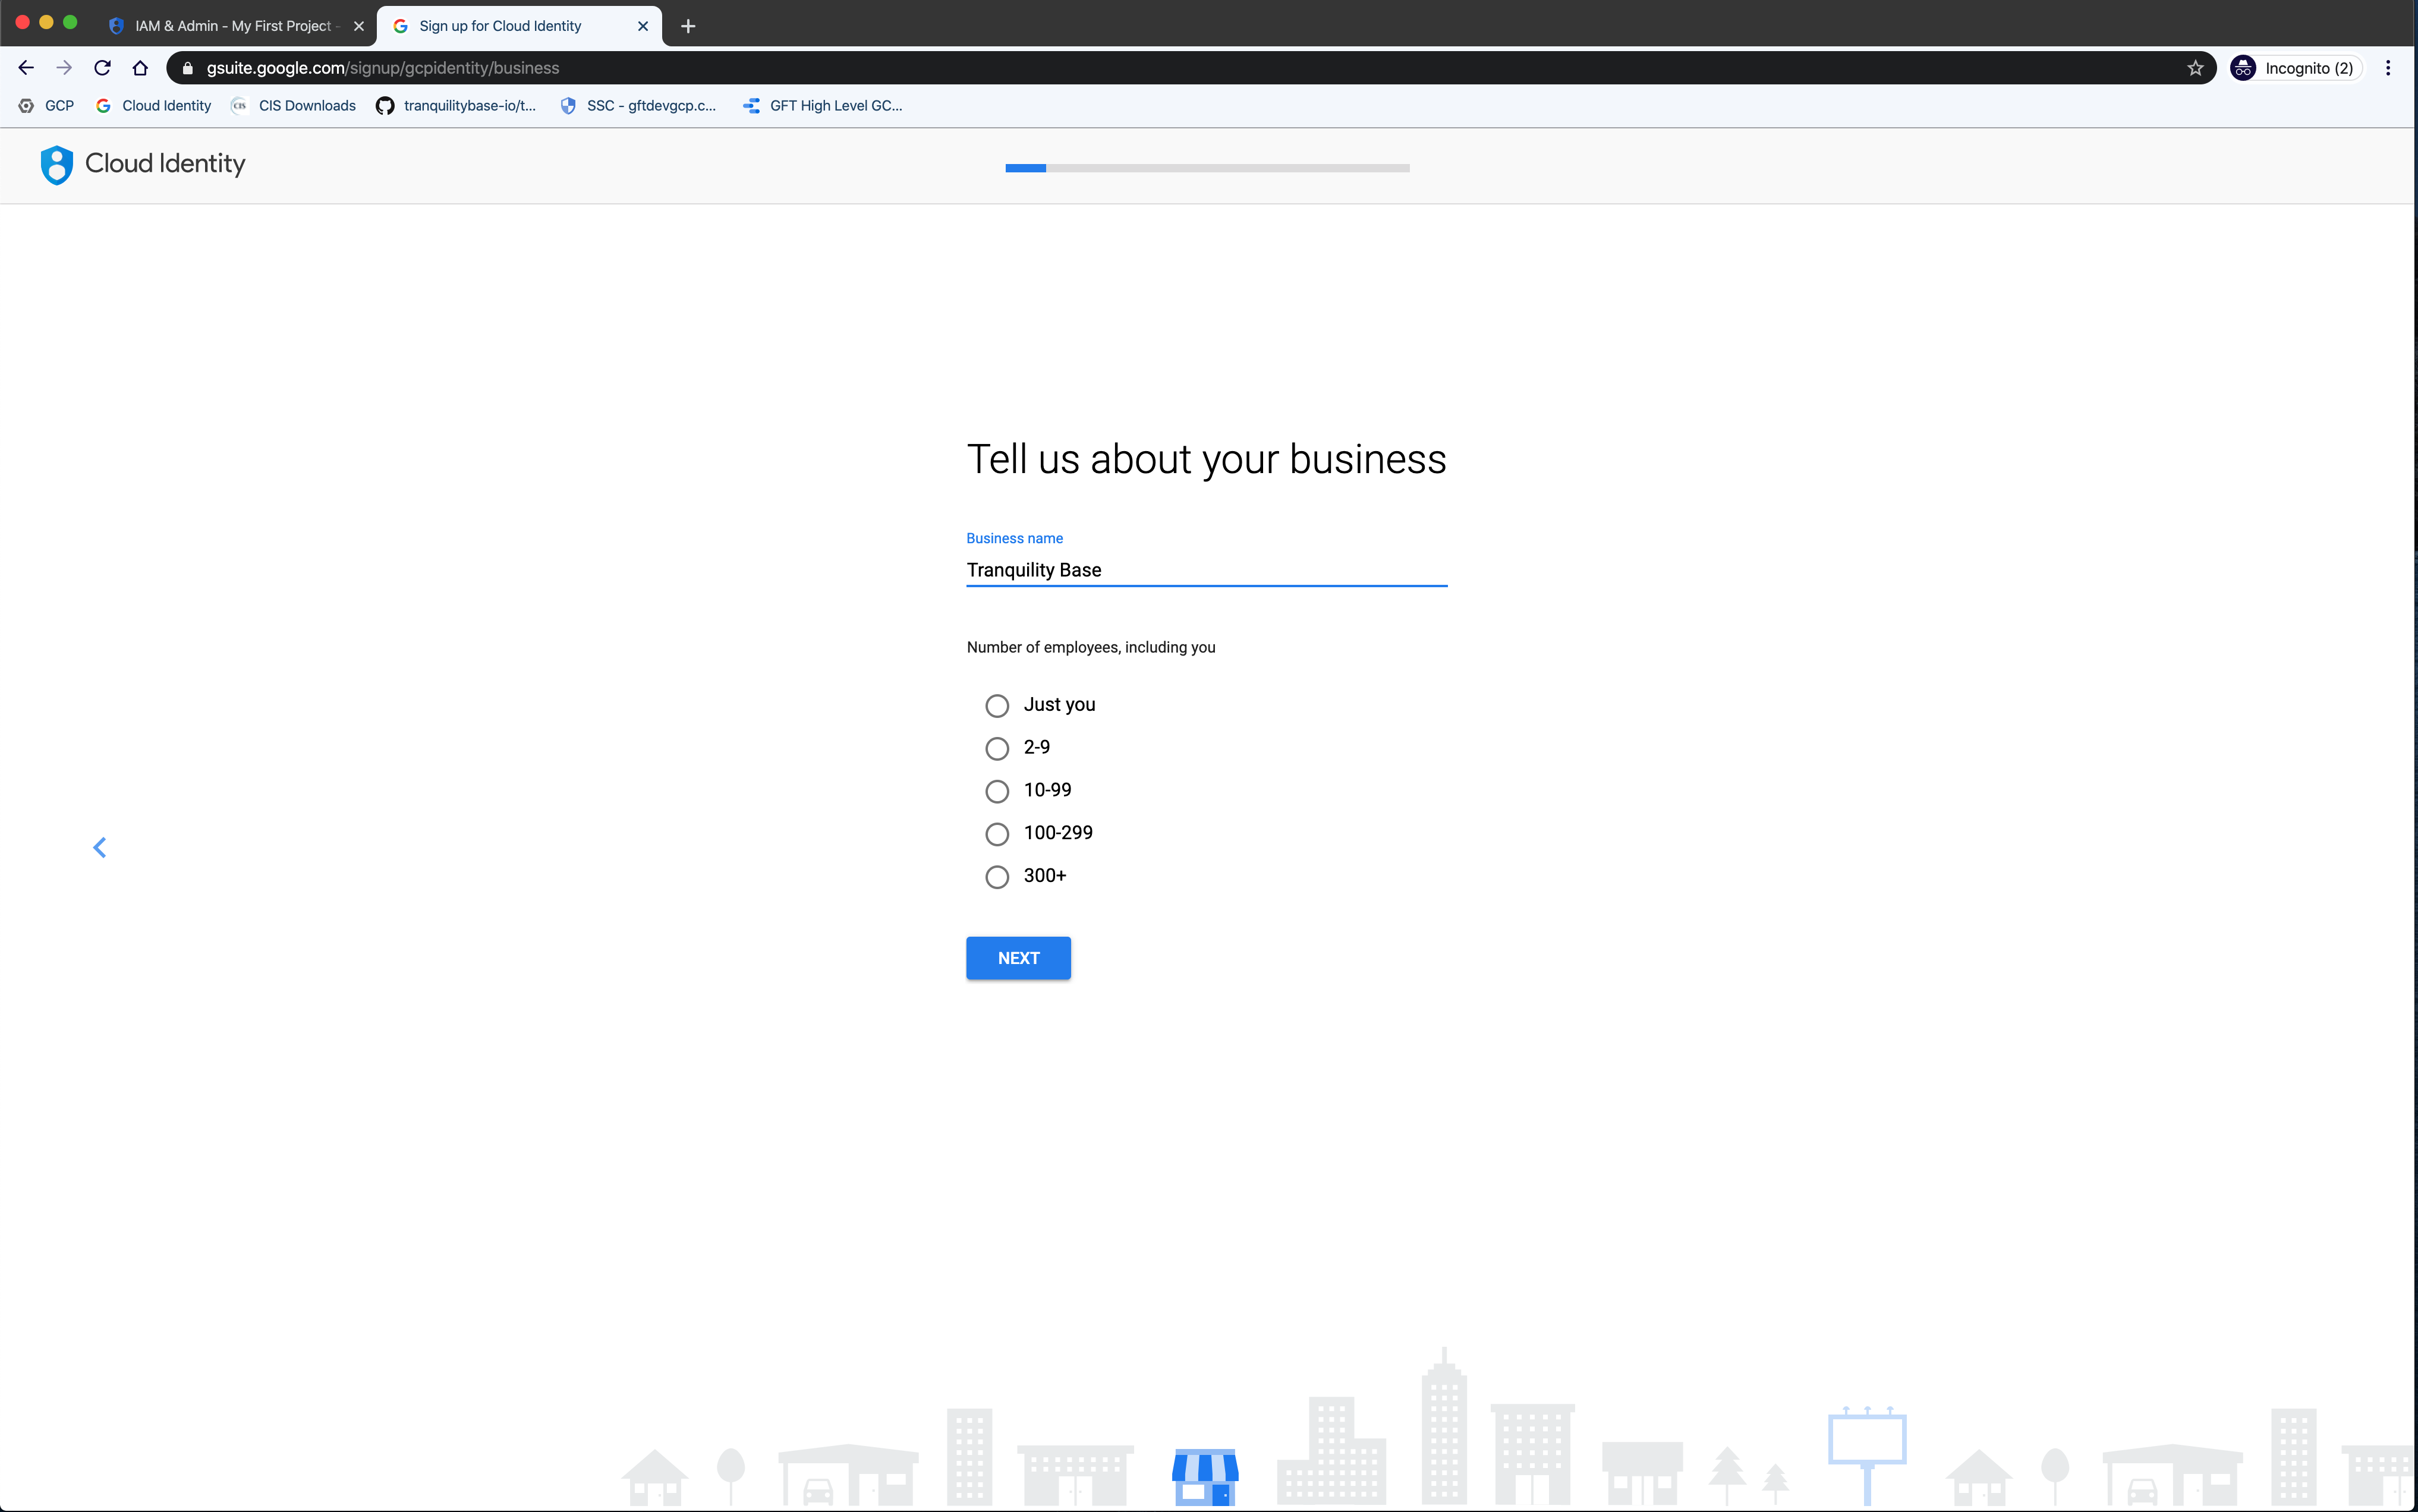 IAM & Admin - My First Project -
Sign up for Cloud Identity
gsuite.google.com/signup/gcpidentity/business
Incognito (2)
GCP
Cloud Identity
CIS
CIS Downloads
tranquilitybase-io/t...
SSC - gftdevgcp.c...
GFT High Level GC...
Cloud Identity
Tell us about your business
Business name
Tranquility Base
Number of employees, including you
Just you
2-9
10-99
100-299
300+
NEXT